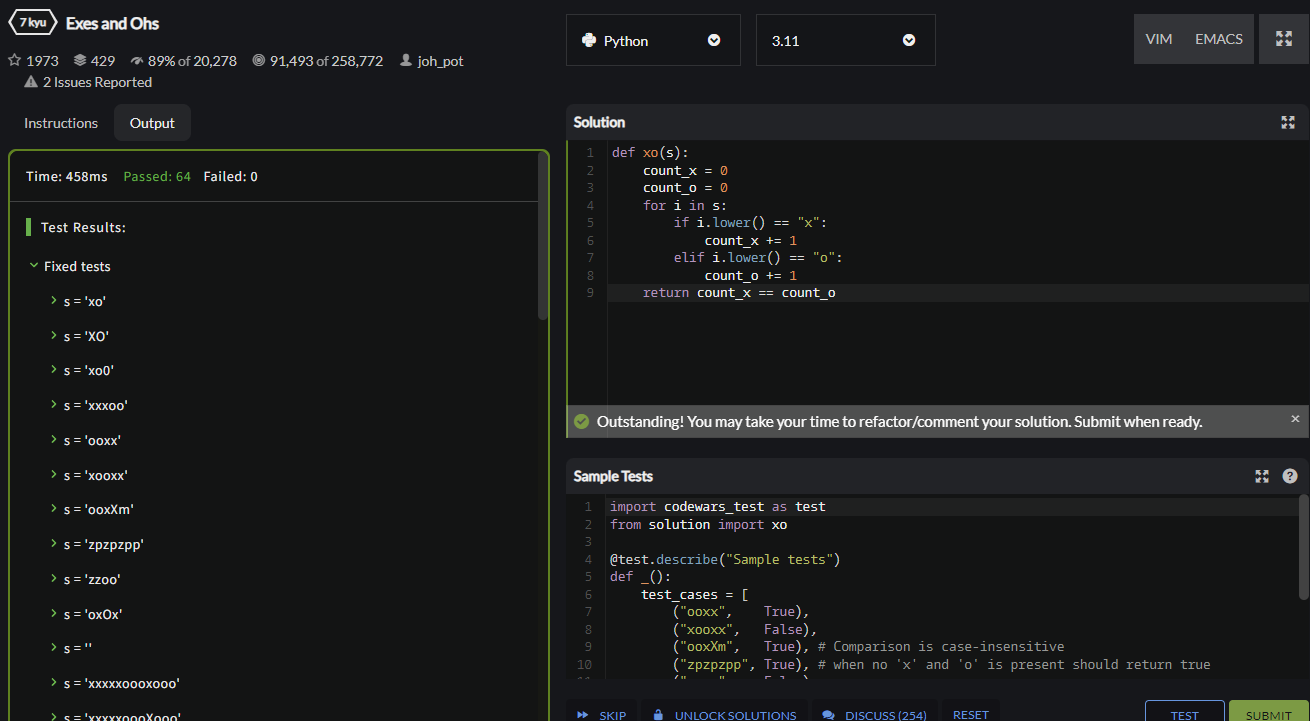 7 kyu Exes and Ohs
1973 429 89% of 20,278 91,493 of 258,772 joh_pot
2 Issues Reported
Instructions Output
Time: 458ms Passed: 64 Failed: 0
Test Results:
Fixed tests
s = 'xo'
s = 'XO'
s = 'xo0'
s = 'xxxoo'
s = 'ooxx'
s = 'xooxx'
s = 'ooxXm'
s = 'zpzpzpp'
s = 'zzoo'
s = 'oxOx'
s = ''
s = 'xxxxxoooxooo'
s = 'xxxxxoooXooo'
Python 3.11 VIM EMACS
Solution
1 def xo(s):
2     count_x = 0
3     count_o = 0
4     for i in s:
5         if i.lower() == "x":
6             count_x += 1
7         elif i.lower() == "o":
8             count_o += 1
9     return count_x == count_o
Outstanding! You may take your time to refactor/comment your solution. Submit when ready. ×
Sample Tests ?
1 import codewars_test as test
2 from solution import xo
3
4 @test.describe("Sample tests")
5 def _():
6     test_cases = [
7         ("ooxx",    True),
8         ("xooxx",   False),
9         ("ooxXm",   True), # Comparison is case-insensitive
10         ("zpzpzpp", True), # when no 'x' and 'o' is present should return true
SKIP UNLOCK SOLUTIONS DISCUSS (254) RESET TEST SUBMIT